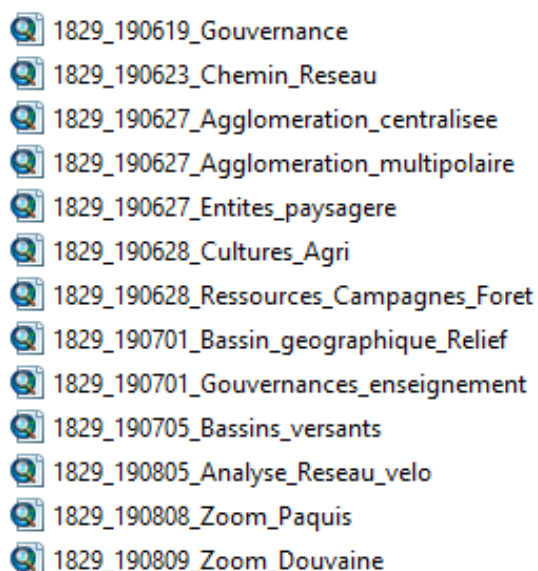 1829_190619_Gouvernance
1829_190623_Chemin_Reseau
1829_190627_Agglomeration_centralisee
1829_190627_Agglomeration_multipolaire
1829_190627_Entites_paysagere
1829_190628_Cultures_Agri
1829_190628_Ressources_Campagnes_Foret
1829_190701_Bassin_geographique_Relief
1829_190701_Gouvernances_enseignement
1829_190705_Bassins_versants
1829_190805_Analyse_Reseau_velo
1829_190808_Zoom_Paquis
1829_190809_Zoom_Douvaine